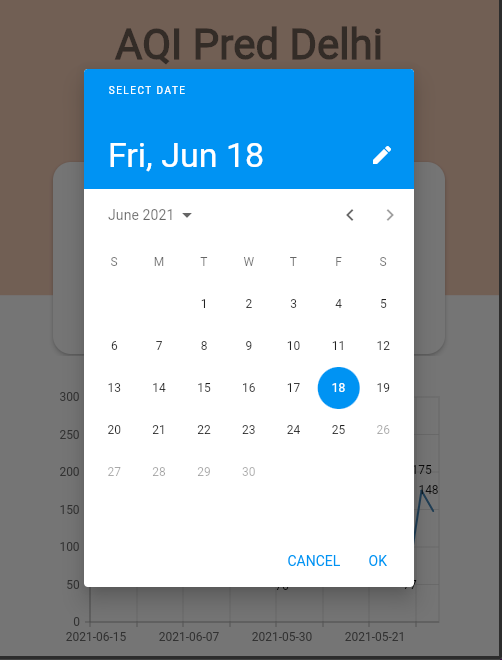 AQI Pred Delhi
SELECT DATE
Fri, Jun 18
June 2021
S M T W T F S
1 2 3 4 5
6 7 8 9 10 11 12
13 14 15 16 17 18 19
20 21 22 23 24 25 26
27 28 29 30
CANCEL OK
300
250
200
150
100
50
0
175
148
2021-06-15 2021-06-07 2021-05-30 2021-05-21